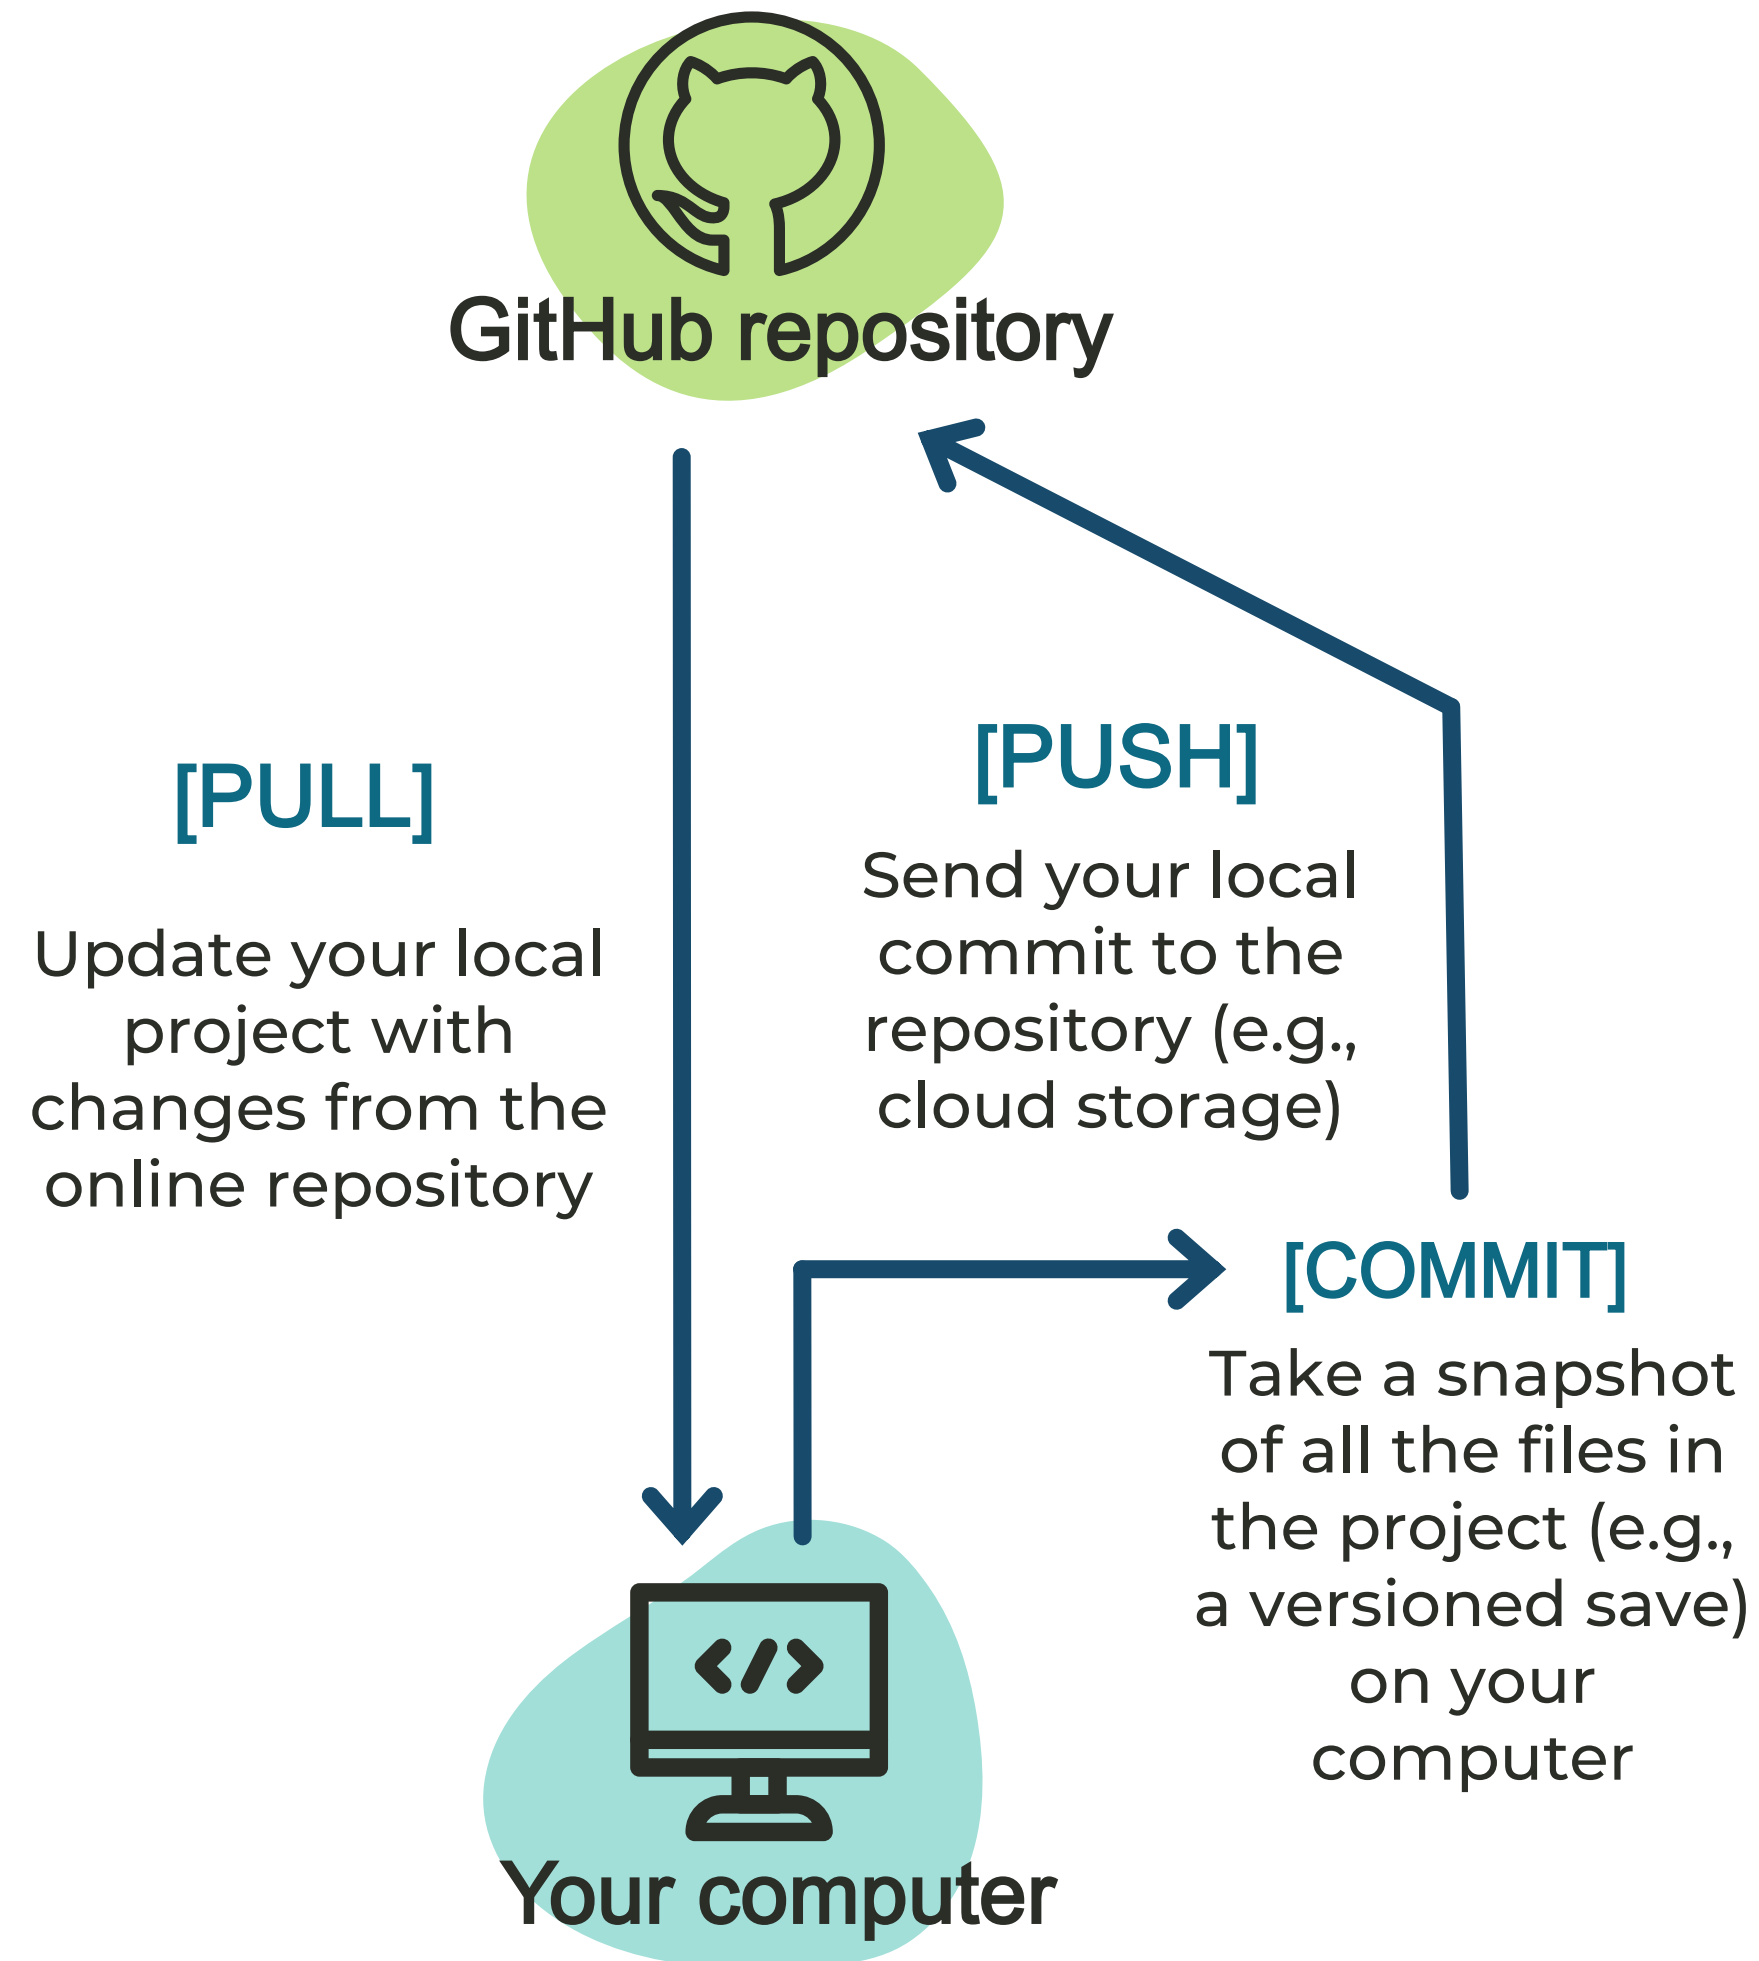 GitHub repository
[PULL]
Update your local
project with
changes from the
online repository
[PUSH]
Send your local
commit to the
repository (e.g.,
cloud storage)
[COMMIT]
Take a snapshot
of all the files in
the project (e.g.,
a versioned save)
on your
computer
</>
Your computer